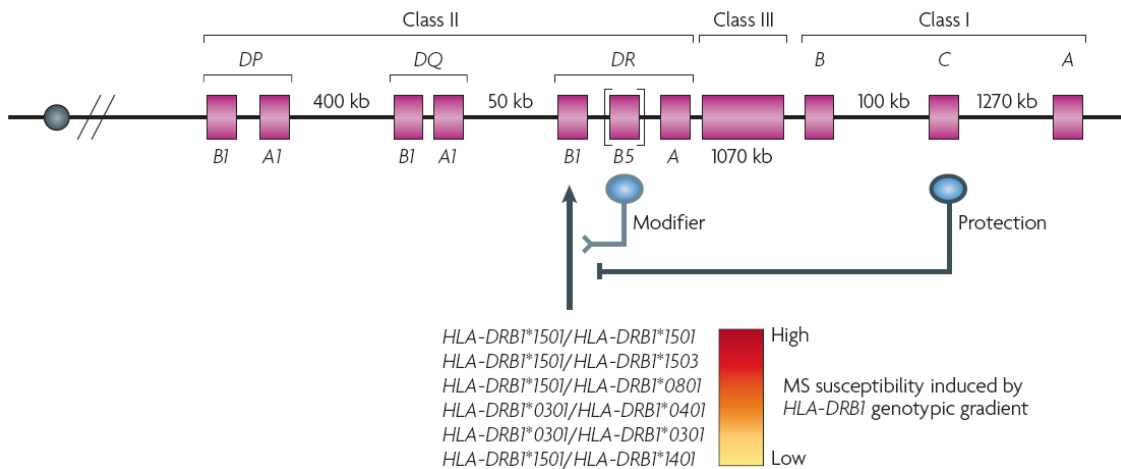 Class II Class III Class I
DP DQ DR B C A
400 kb 50 kb 100 kb 1270 kb
B1 A1 B1 A1 B1 B5 A 1070 kb
Modifier Protection
HLA-DRB1*1501/HLA-DRB1*1501
HLA-DRB1*1501/HLA-DRB1*1503
HLA-DRB1*1501/HLA-DRB1*0801
HLA-DRB1*0301/HLA-DRB1*0401
HLA-DRB1*0301/HLA-DRB1*0301
HLA-DRB1*1501/HLA-DRB1*1401
High
MS susceptibility induced by
HLA-DRB1 genotypic gradient
Low